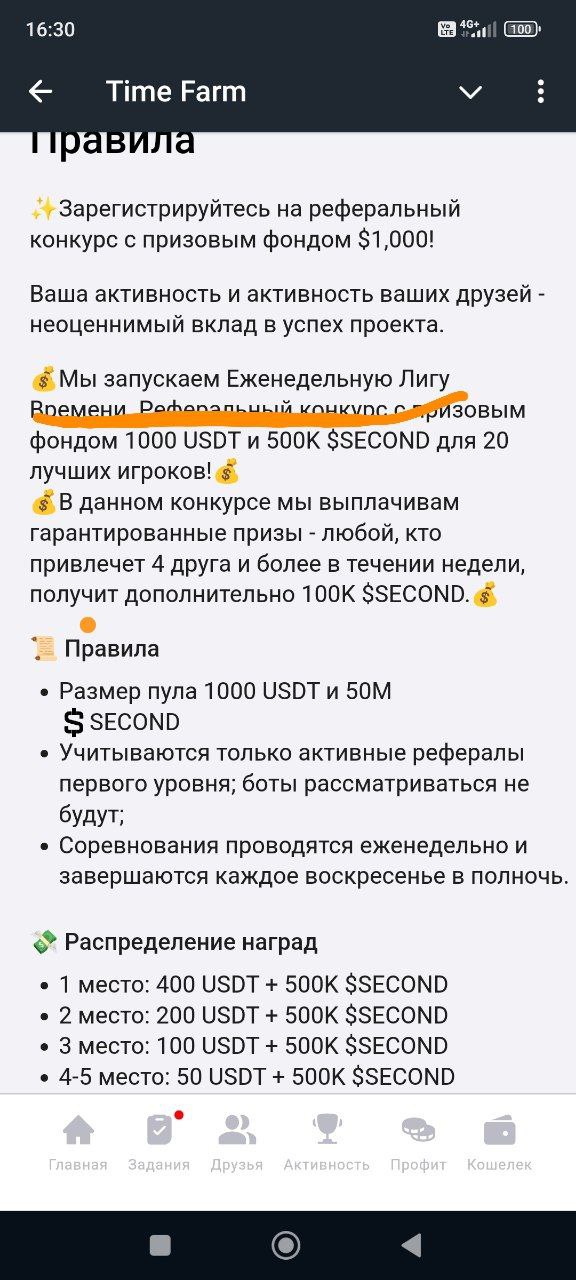 16:30
Vo LTE 4G+ 100
Time Farm
Правила
✨Зарегистрируйтесь на реферальный
конкурс с призовым фондом $1,000!
Ваша активность и активность ваших друзей -
неоценнимый вклад в успех проекта.
💰Мы запускаем Еженедельную Лигу
Времени. Реферальный конкурс с призовым
фондом 1000 USDT и 500K $SECOND для 20
лучших игроков!💰
💰В данном конкурсе мы выплачивам
гарантированные призы - любой, кто
привлечет 4 друга и более в течении недели,
получит дополнительно 100K $SECOND.💰
📜 Правила
• Размер пула 1000 USDT и 50M
💲SECOND
• Учитываются только активные рефералы
первого уровня; боты рассматриваться не
будут;
• Соревнования проводятся еженедельно и
завершаются каждое воскресенье в полночь.
💸 Распределение наград
• 1 место: 400 USDT + 500K $SECOND
• 2 место: 200 USDT + 500K $SECOND
• 3 место: 100 USDT + 500K $SECOND
• 4-5 место: 50 USDT + 500K $SECOND
Главная Задания Друзья Активность Профит Кошелек